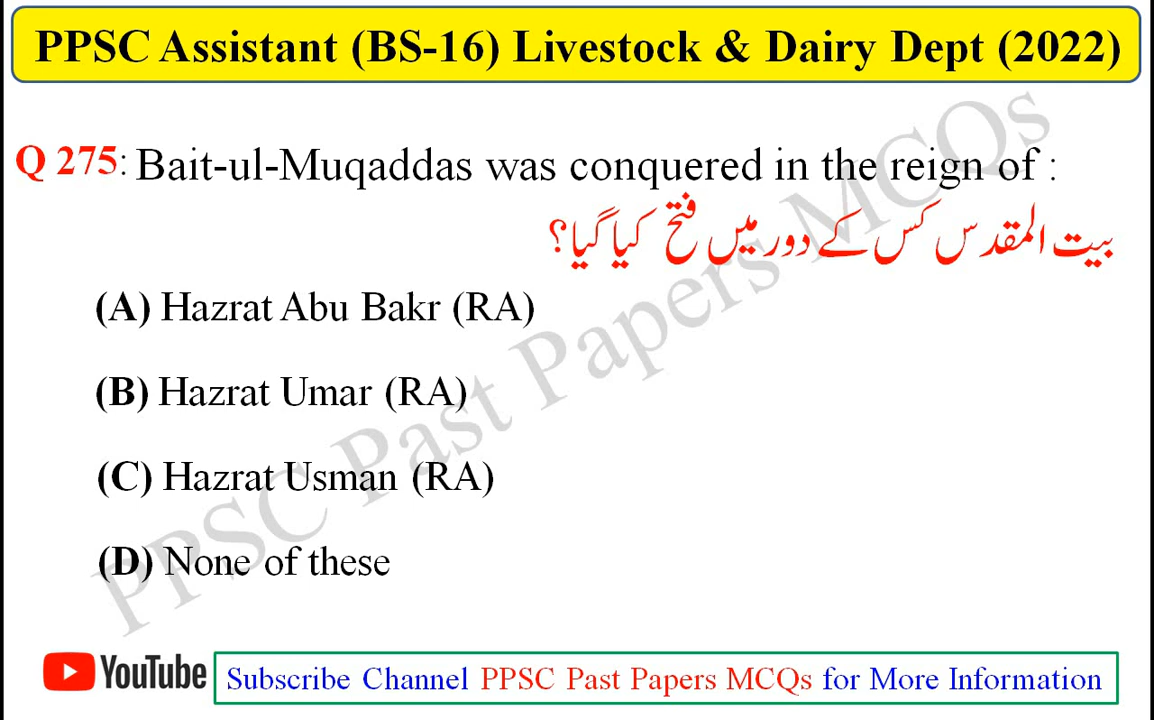 PPSC Assistant (BS-16) Livestock & Dairy Dept (2022)
Q 275: Bait-ul-Muqaddas was conquered in the reign of :
بیت المقدس کس کے دور میں فتح کیا گیا؟
(A) Hazrat Abu Bakr (RA)
(B) Hazrat Umar (RA)
(C) Hazrat Usman (RA)
(D) None of these
PPSC Past Papers MCQs
YouTube Subscribe Channel PPSC Past Papers MCQs for More Information